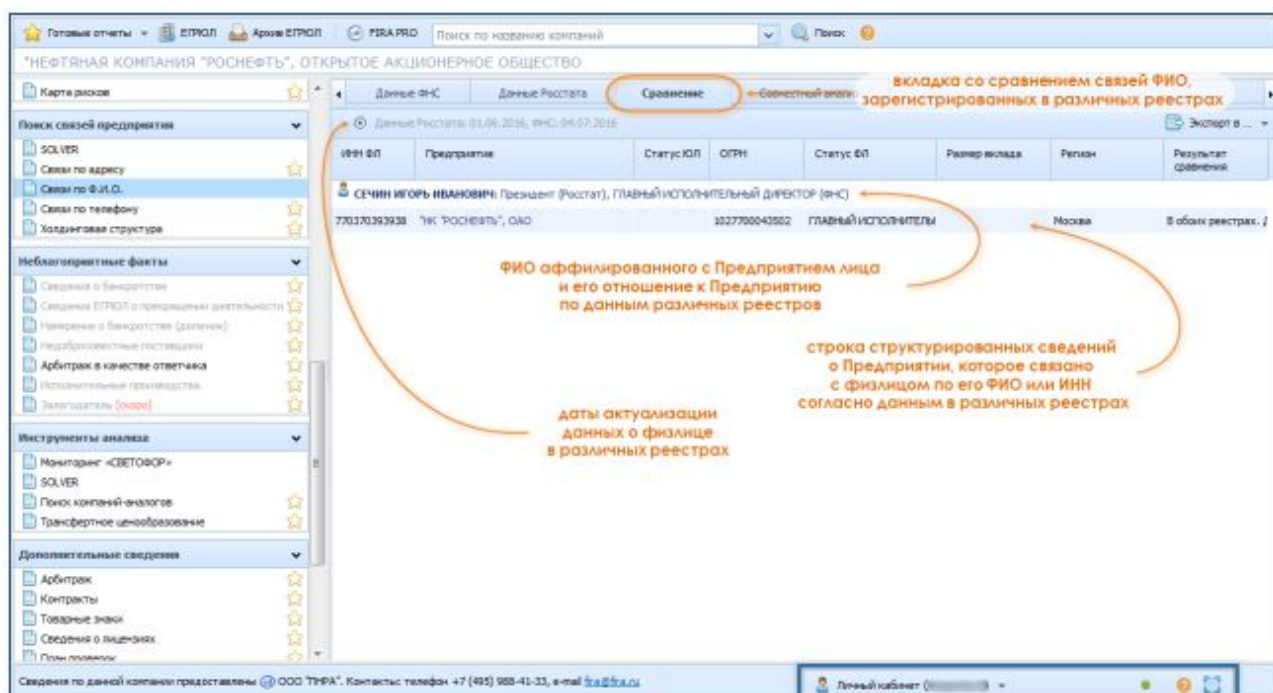 Готовые отчеты ЕГРЮЛ Архив ЕГРЮЛ FIRA PRO Поиск по названию компаний Поиск
"НЕФТЯНАЯ КОМПАНИЯ "РОСНЕФТЬ", ОТКРЫТОЕ АКЦИОНЕРНОЕ ОБЩЕСТВО
вкладка со сравнением связей ФИО,
зарегистрированных в различных реестрах
Карта рисков
Данные ФНС Данные Росстата Сравнение Совместный анализ
Поиск связей предприятия
Данные Росстата: 01.06.2016, ФНС: 04.07.2016 Экспорт в ...
SOLVER
Связи по адресу
Связи по Ф.И.О.
Связи по телефону
Холдинговая структура
ИНН ФЛ Предприятие Статус ЮЛ ОГРН Статус ФЛ Размер вклада Регион Результат сравнения
СЕЧИН ИГОРЬ ИВАНОВИЧ: Президент (Росстат), ГЛАВНЫЙ ИСПОЛНИТЕЛЬНЫЙ ДИРЕКТОР (ФНС)
770370393938 "НК "РОСНЕФТЬ", ОАО 1027700043502 ГЛАВНЫЙ ИСПОЛНИТЕЛЫ Москва В обоих реестрах. Д
ФИО аффилированного с Предприятием лица
и его отношение к Предприятию
по данным различных реестров
строка структурированных сведений
о Предприятии, которое связано
с физлицом по его ФИО или ИНН
согласно данным в различных реестрах
даты актуализации
данных о физлице
в различных реестрах
Неблагоприятные факты
Сведения о банкротстве
Сведения ЕГРЮЛ о прекращении деятельности
Намерения о банкротстве (должник)
Недобросовестные поставщики
Арбитраж в качестве ответчика
Исполнительные производства
Залогодатель [скоро]
Инструменты анализа
Мониторинг «СВЕТОФОР»
SOLVER
Поиск компаний-аналогов
Трансфертное ценообразование
Дополнительные сведения
Арбитраж
Контракты
Товарные знаки
Сведения о лицензиях
План проверок
Сведения по данной компании предоставлены ООО "ФИРА". Контакты: телефон +7 (495) 988-41-33, e-mail fira@fira.ru
Личный кабинет (